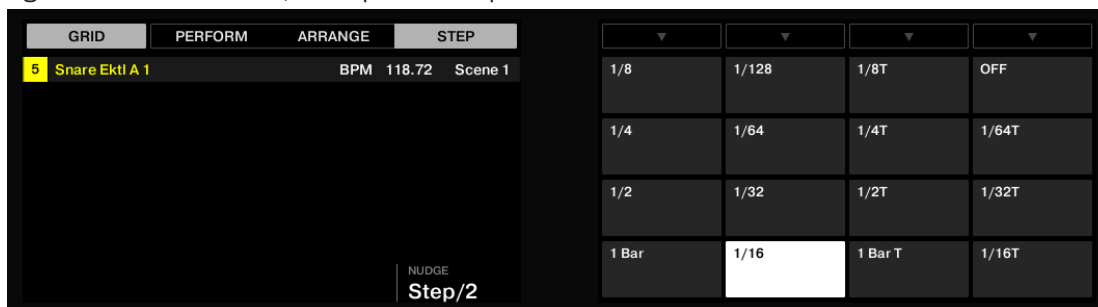 GRID PERFORM ARRANGE STEP
5 Snare Ektl A 1 BPM 118.72 Scene 1
NUDGE
Step/2
1/8 1/128 1/8T OFF
1/4 1/64 1/4T 1/64T
1/2 1/32 1/2T 1/32T
1 Bar 1/16 1 Bar T 1/16T